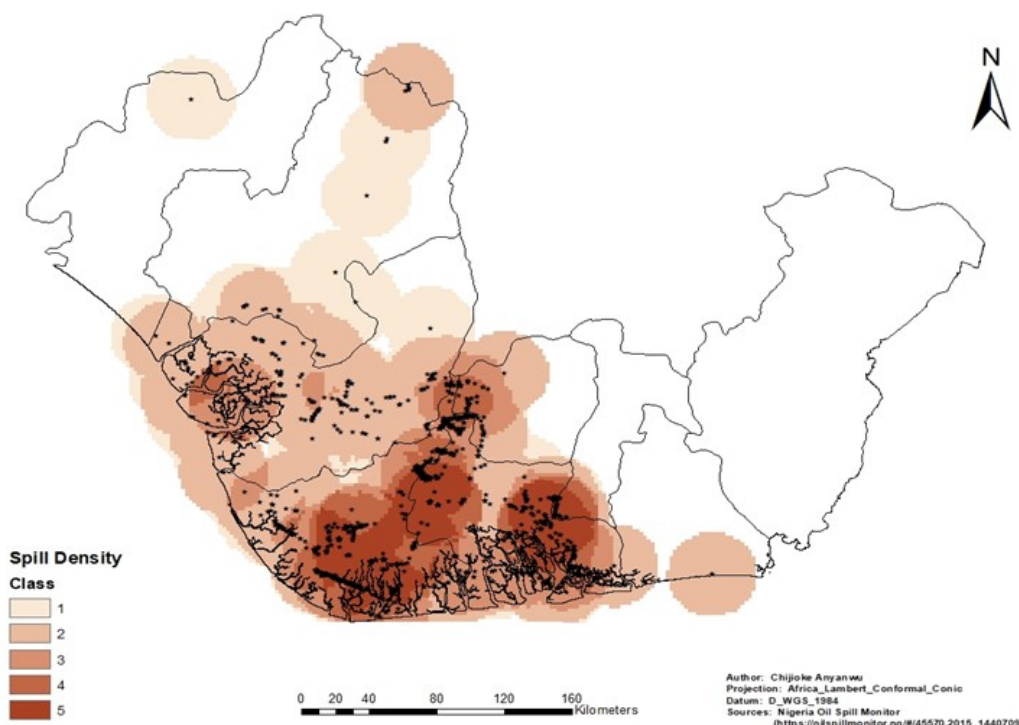 N
Spill Density
Class
1
2
3
4
5
0 20 40 80 120 160
Kilometers
Author: Chijioke Anyanwu
Projection: Africa_Lambert_Conformal_Conic
Datum: D_WGS_1984
Sources: Nigeria Oil Spill Monitor